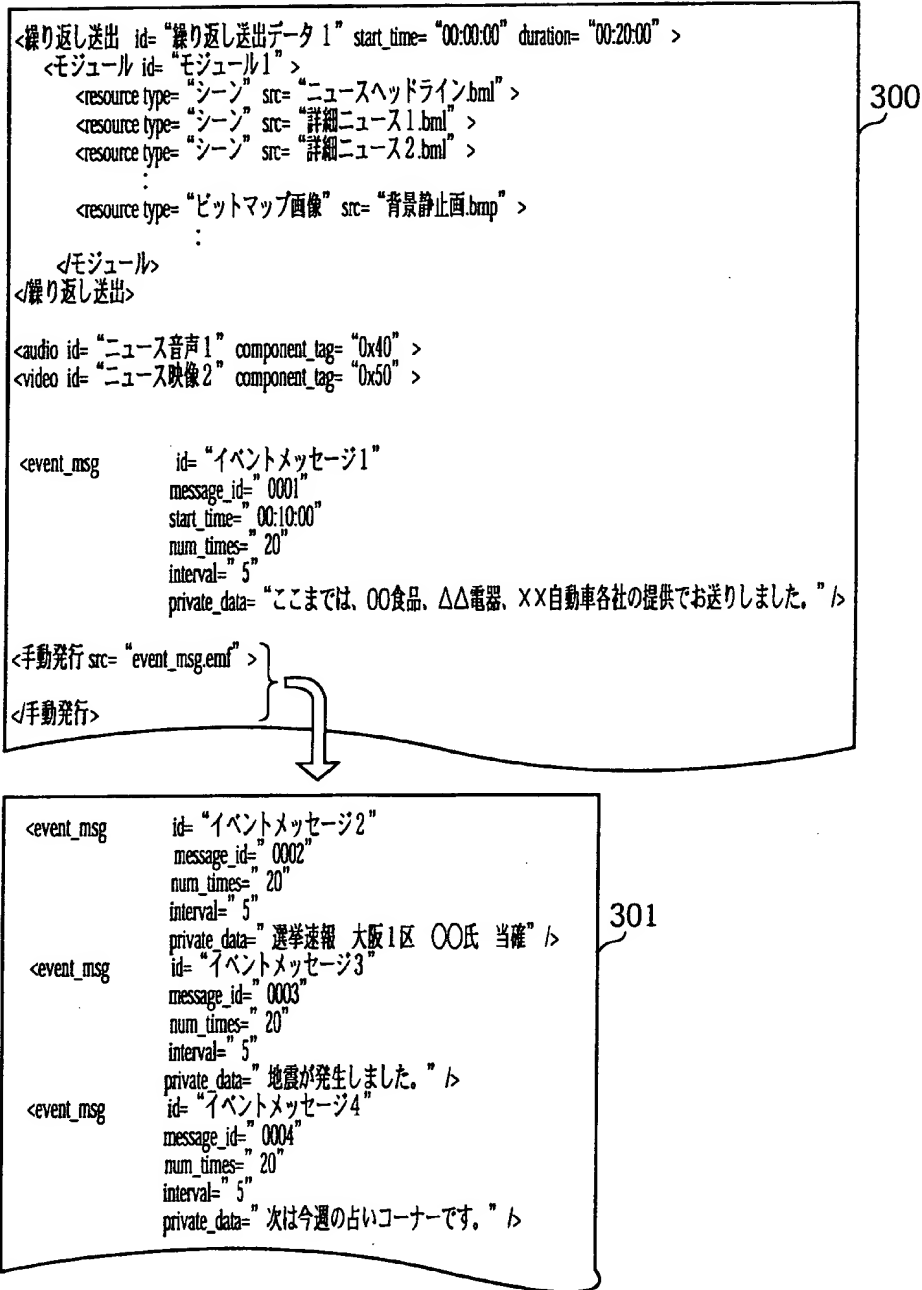 <繰り返し送出 id= “繰り返し送出データ 1” start_time= “00:00:00” duration= “00:20:00” >
<モジュール id= “モジュール1” >
<resource type= “シーン” src= “ニュースヘッドライン.bml” >
<resource type= “シーン” src= “詳細ニュース1.bml” >
<resource type= “シーン” src= “詳細ニュース2.bml” >
:
<resource type= “ビットマップ画像” src= “背景静止画.bmp” >
:
</モジュール>
</繰り返し送出>
300
<audio id= “ニュース音声1” component_tag= “0x40” >
<video id= “ニュース映像2” component_tag= “0x50” >
<event_msg id= “イベントメッセージ1”
message_id=” 0001”
start_time=” 00:10:00”
num_times=” 20”
interval=” 5”
private_data= “ここまでは、〇〇食品、△△電器、××自動車各社の提供でお送りしました。” />
<手動発行 src= “event_msg.emf” >
</手動発行>
<event_msg id= “イベントメッセージ2”
message_id=” 0002”
num_times=” 20”
interval=” 5”
private_data=” 選挙速報 大阪1区 〇〇氏 当確” />
301
<event_msg id= “イベントメッセージ3”
message_id=” 0003”
num_times=” 20”
interval=” 5”
private_data=” 地震が発生しました。” />
<event_msg id= “イベントメッセージ4”
message_id=” 0004”
num_times=” 20”
interval=” 5”
private_data=” 次は今週の占いコーナーです。” />